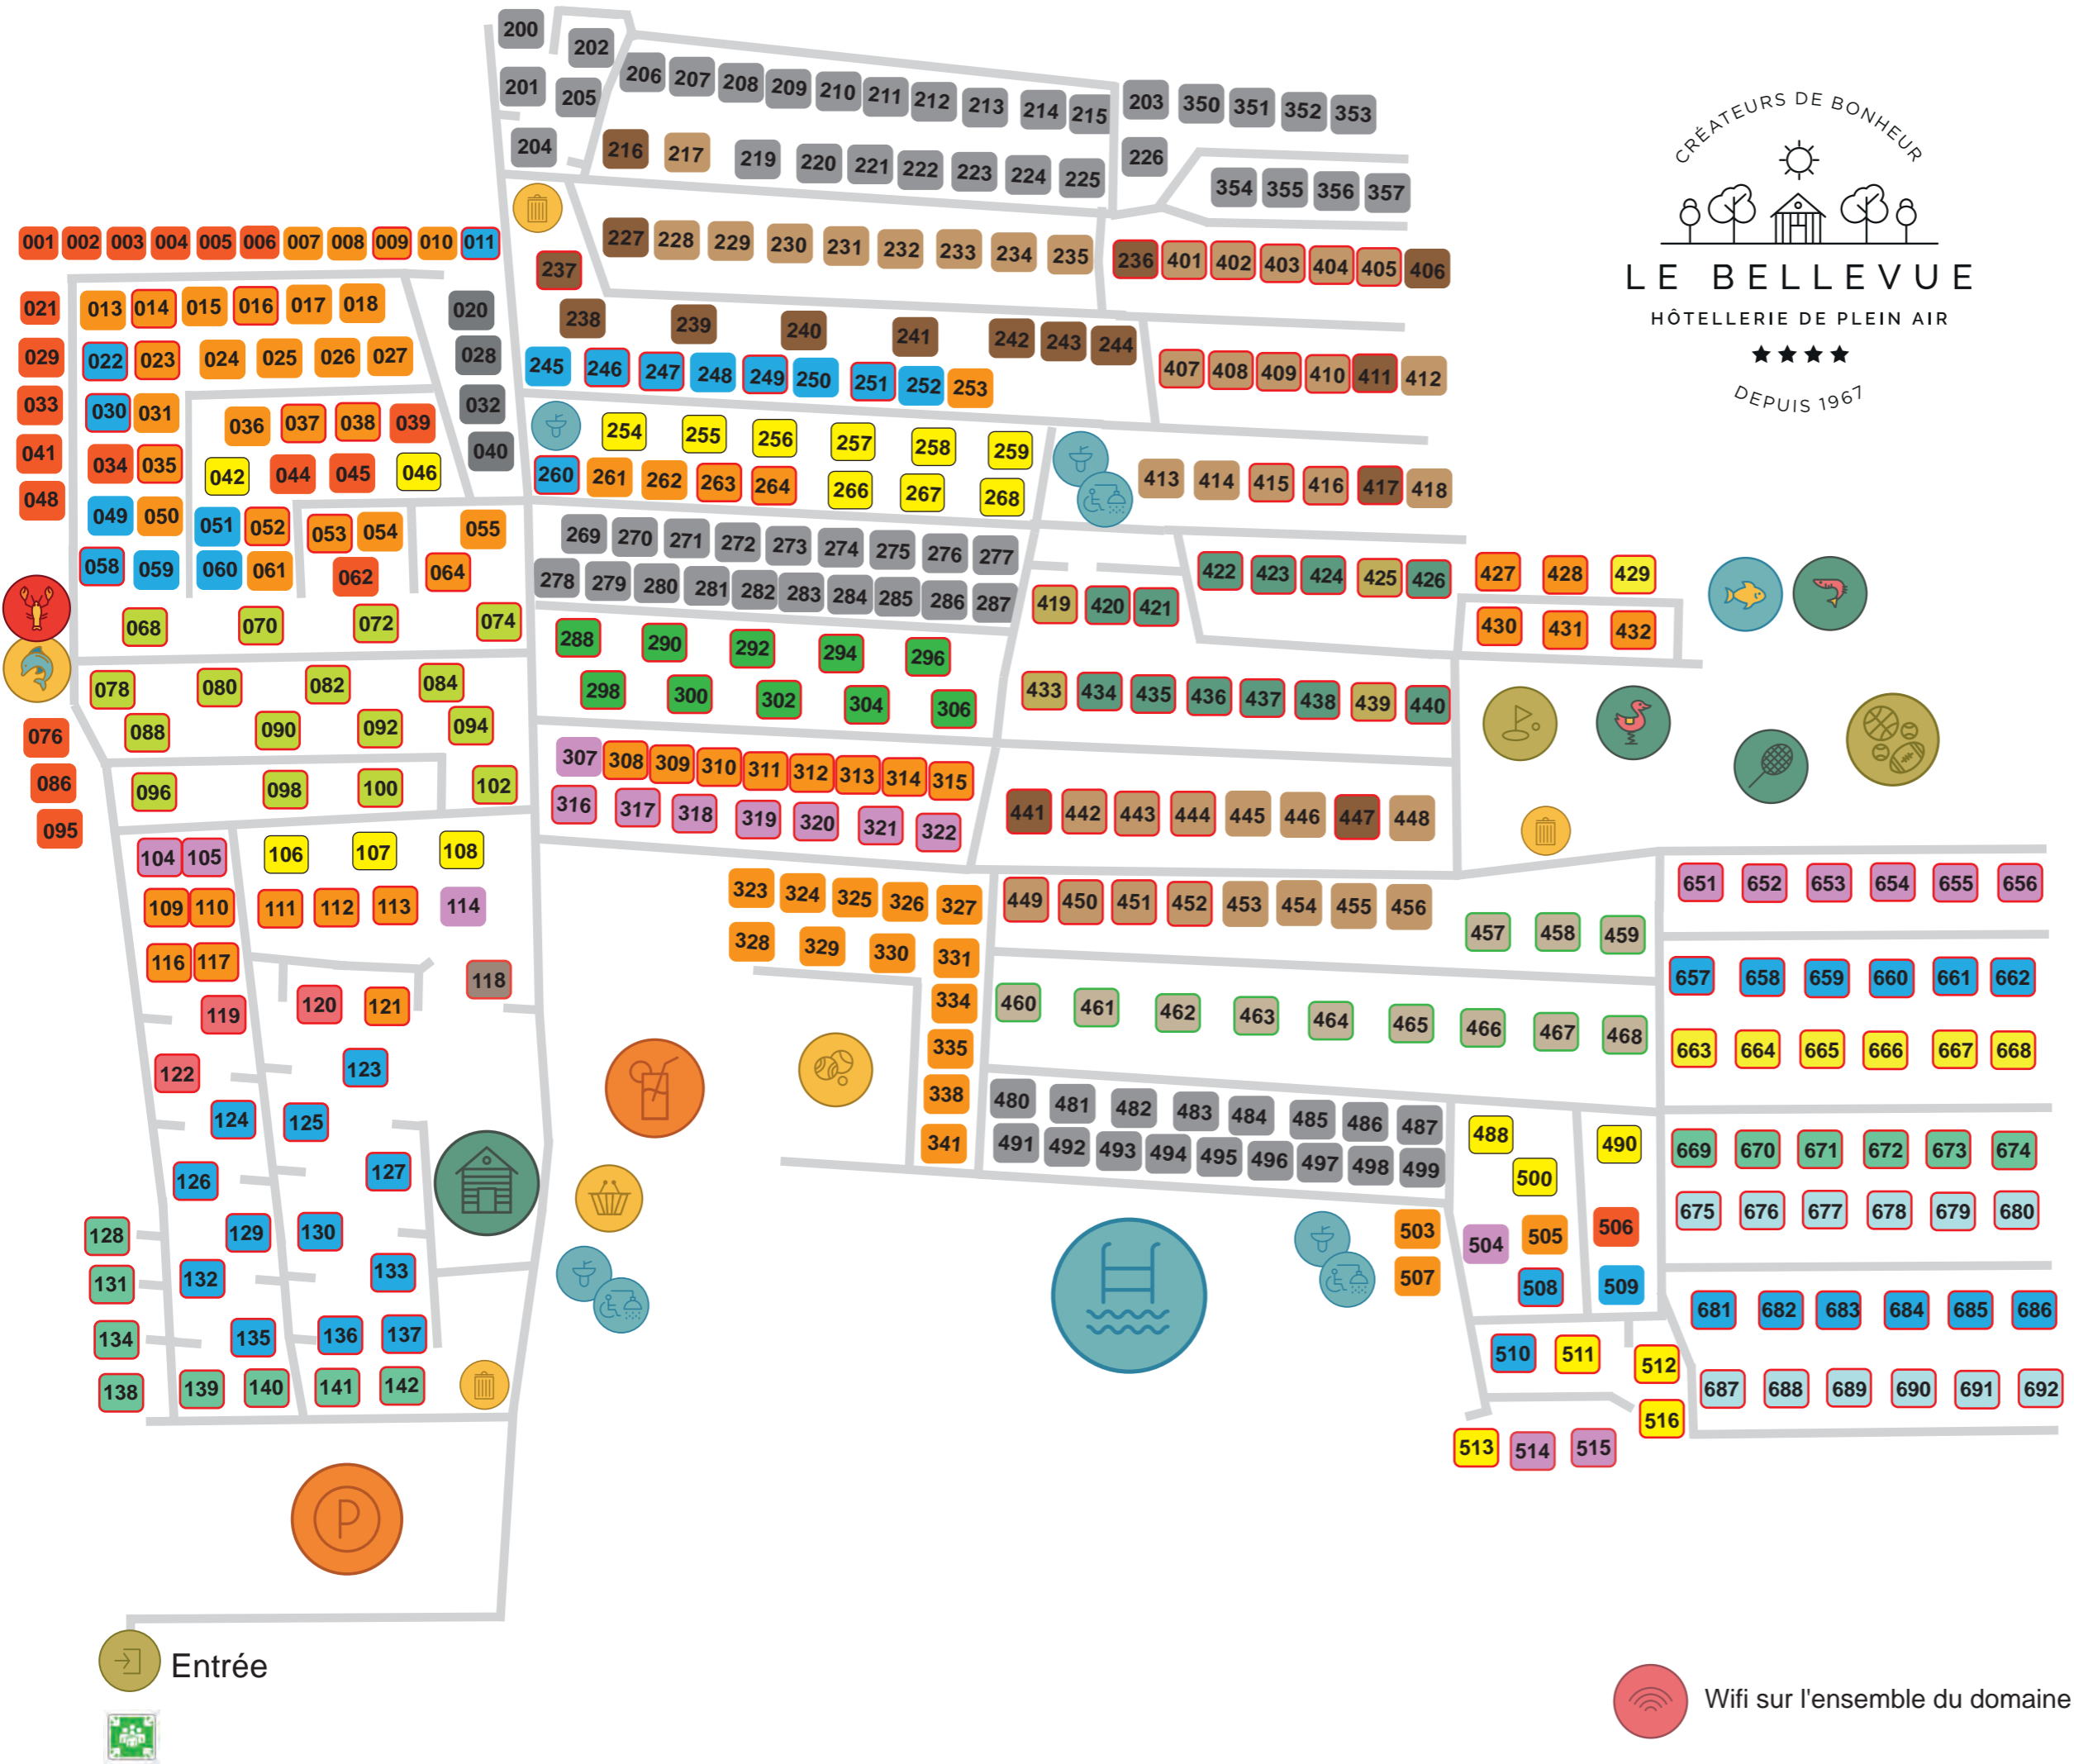 200
202
201
205
204
206 207 208 209 210 211 212 213 214 215
203 350 351 352 353
216 217 219 220 221 222 223 224 225
226
354 355 356 357
CRÉATEURS DE BONHEUR
LE BELLEVUE
HÔTELLERIE DE PLEIN AIR
DEPUIS 1967
001 002 003 004 005 006 007 008 009 010 011
227 228 229 230 231 232 233 234 235
236 401 402 403 404 405 406
237
021 013 014 015 016 017 018 020
238 239 240 241 242 243 244
029 022 023 024 025 026 027 028
245 246 247 248 249 250 251 252 253
407 408 409 410 411 412
033 030 031 036 037 038 039 032
254 255 256 257 258 259
041 034 035 042 044 045 046 040
260 261 262 263 264 266 267 268
413 414 415 416 417 418
048 049 050 051 052 053 054 055
269 270 271 272 273 274 275 276 277
058 059 060 061 062 064
278 279 280 281 282 283 284 285 286 287
422 423 424 425 426
427 428 429
419 420 421
430 431 432
068 070 072 074
288 290 292 294 296
078 080 082 084
298 300 302 304 306
433 434 435 436 437 438 439 440
076 088 090 092 094
307 308 309 310 311 312 313 314 315
086 096 098 100 102
316 317 318 319 320 321 322
441 442 443 444 445 446 447 448
095
104 105 106 107 108
109 110 111 112 113 114
323 324 325 326 327
449 450 451 452 453 454 455 456
651 652 653 654 655 656
457 458 459
116 117 118
328 329 330 331
657 658 659 660 661 662
119 120 121
334
460 461 462 463 464 465 466 467 468
335
663 664 665 666 667 668
122 123
338
480 481 482 483 484 485 486 487
124 125
341
491 492 493 494 495 496 497 498 499
488 490
500
669 670 671 672 673 674
126 127
675 676 677 678 679 680
128 129 130
503 504 505 506
131 132 133
507 508 509
681 682 683 684 685 686
134 135 136 137
510 511 512
138 139 140 141 142
687 688 689 690 691 692
516
513 514 515
P
Entrée
Wifi sur l'ensemble du domaine